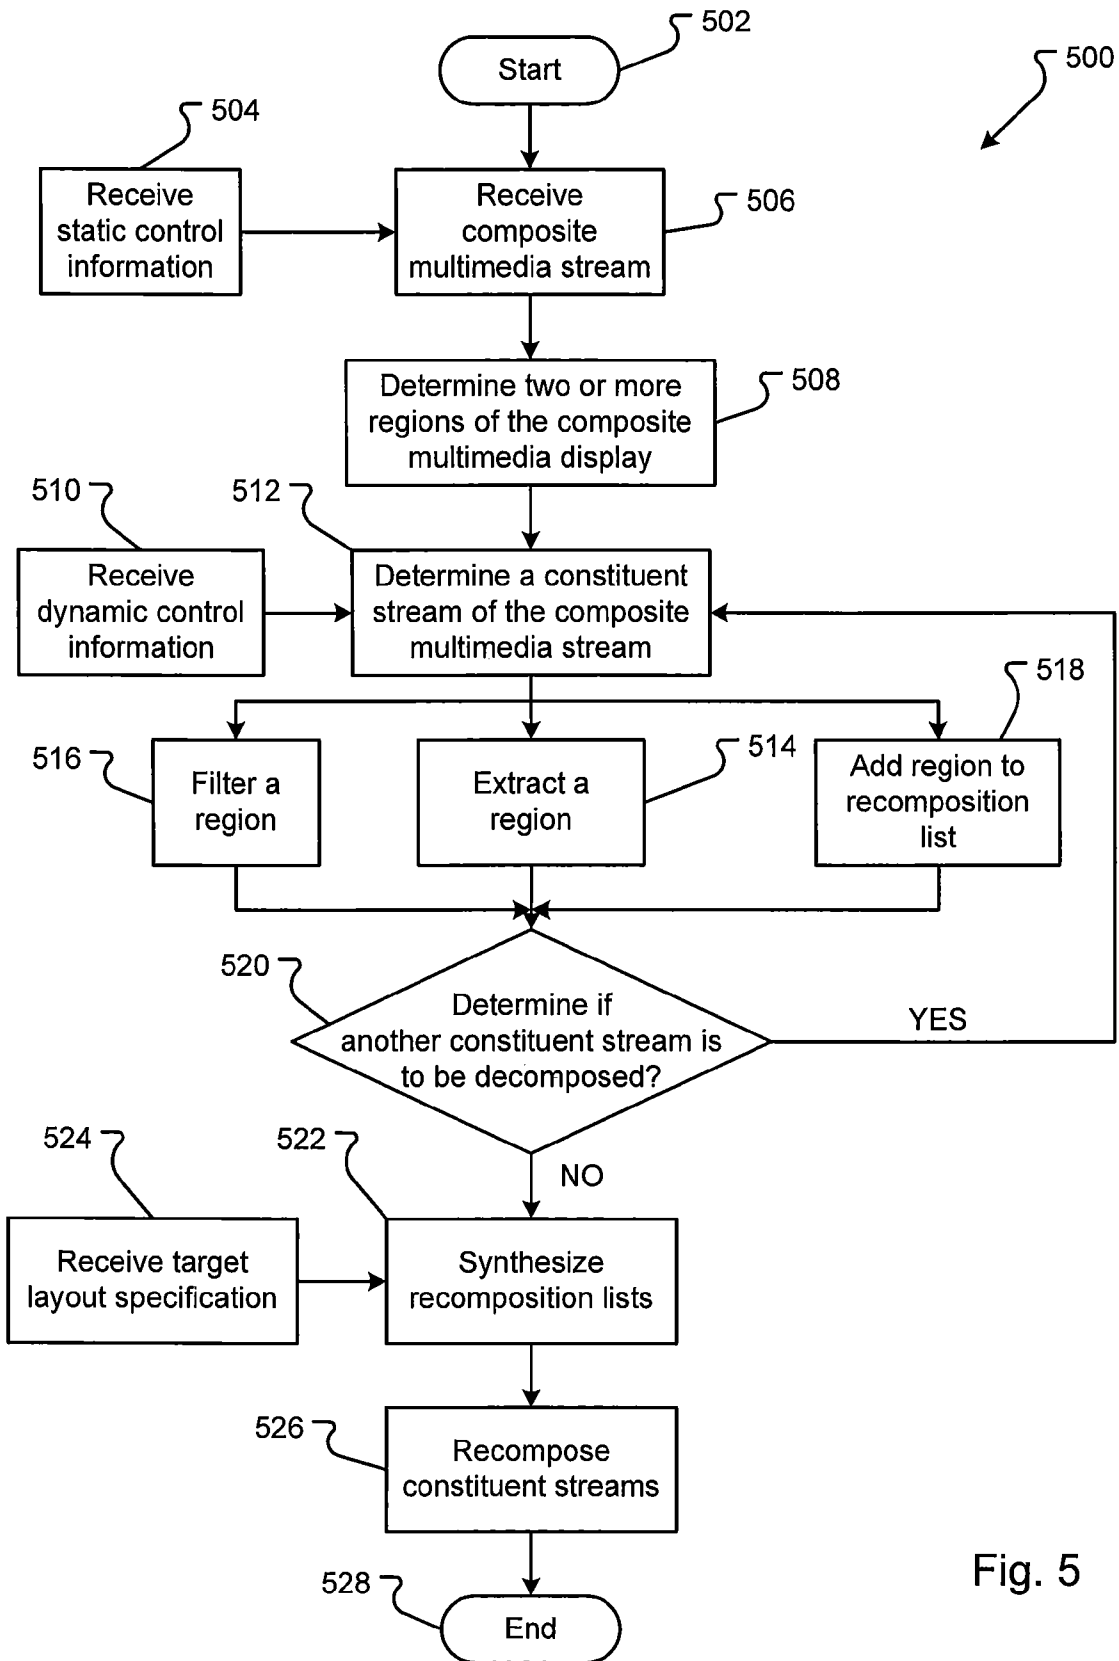 502
Start
500
504
Receive
static control
information
Receive
composite
multimedia stream
506
Determine two or more
regions of the composite
multimedia display
508
510
512
Receive
dynamic control
information
Determine a constituent
stream of the composite
multimedia stream
518
516
Filter a
region
Extract a
region
514
Add region to
recomposition
list
520
Determine if
another constituent stream is
to be decomposed?
YES
NO
524
522
Receive target
layout specification
Synthesize
recomposition lists
526
Recompose
constituent streams
528
End
Fig. 5